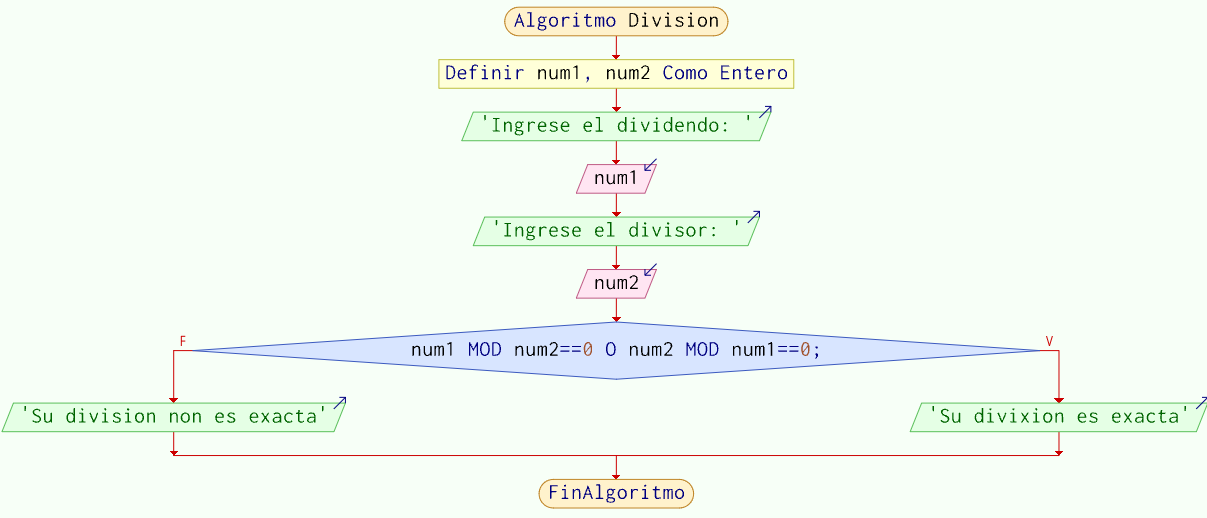 Algoritmo Division
Definir num1, num2 Como Entero
'Ingrese el dividendo: '
num1
'Ingrese el divisor: '
num2
F
num1 MOD num2==0 O num2 MOD num1==0;
V
'Su division non es exacta'
'Su divixion es exacta'
FinAlgoritmo